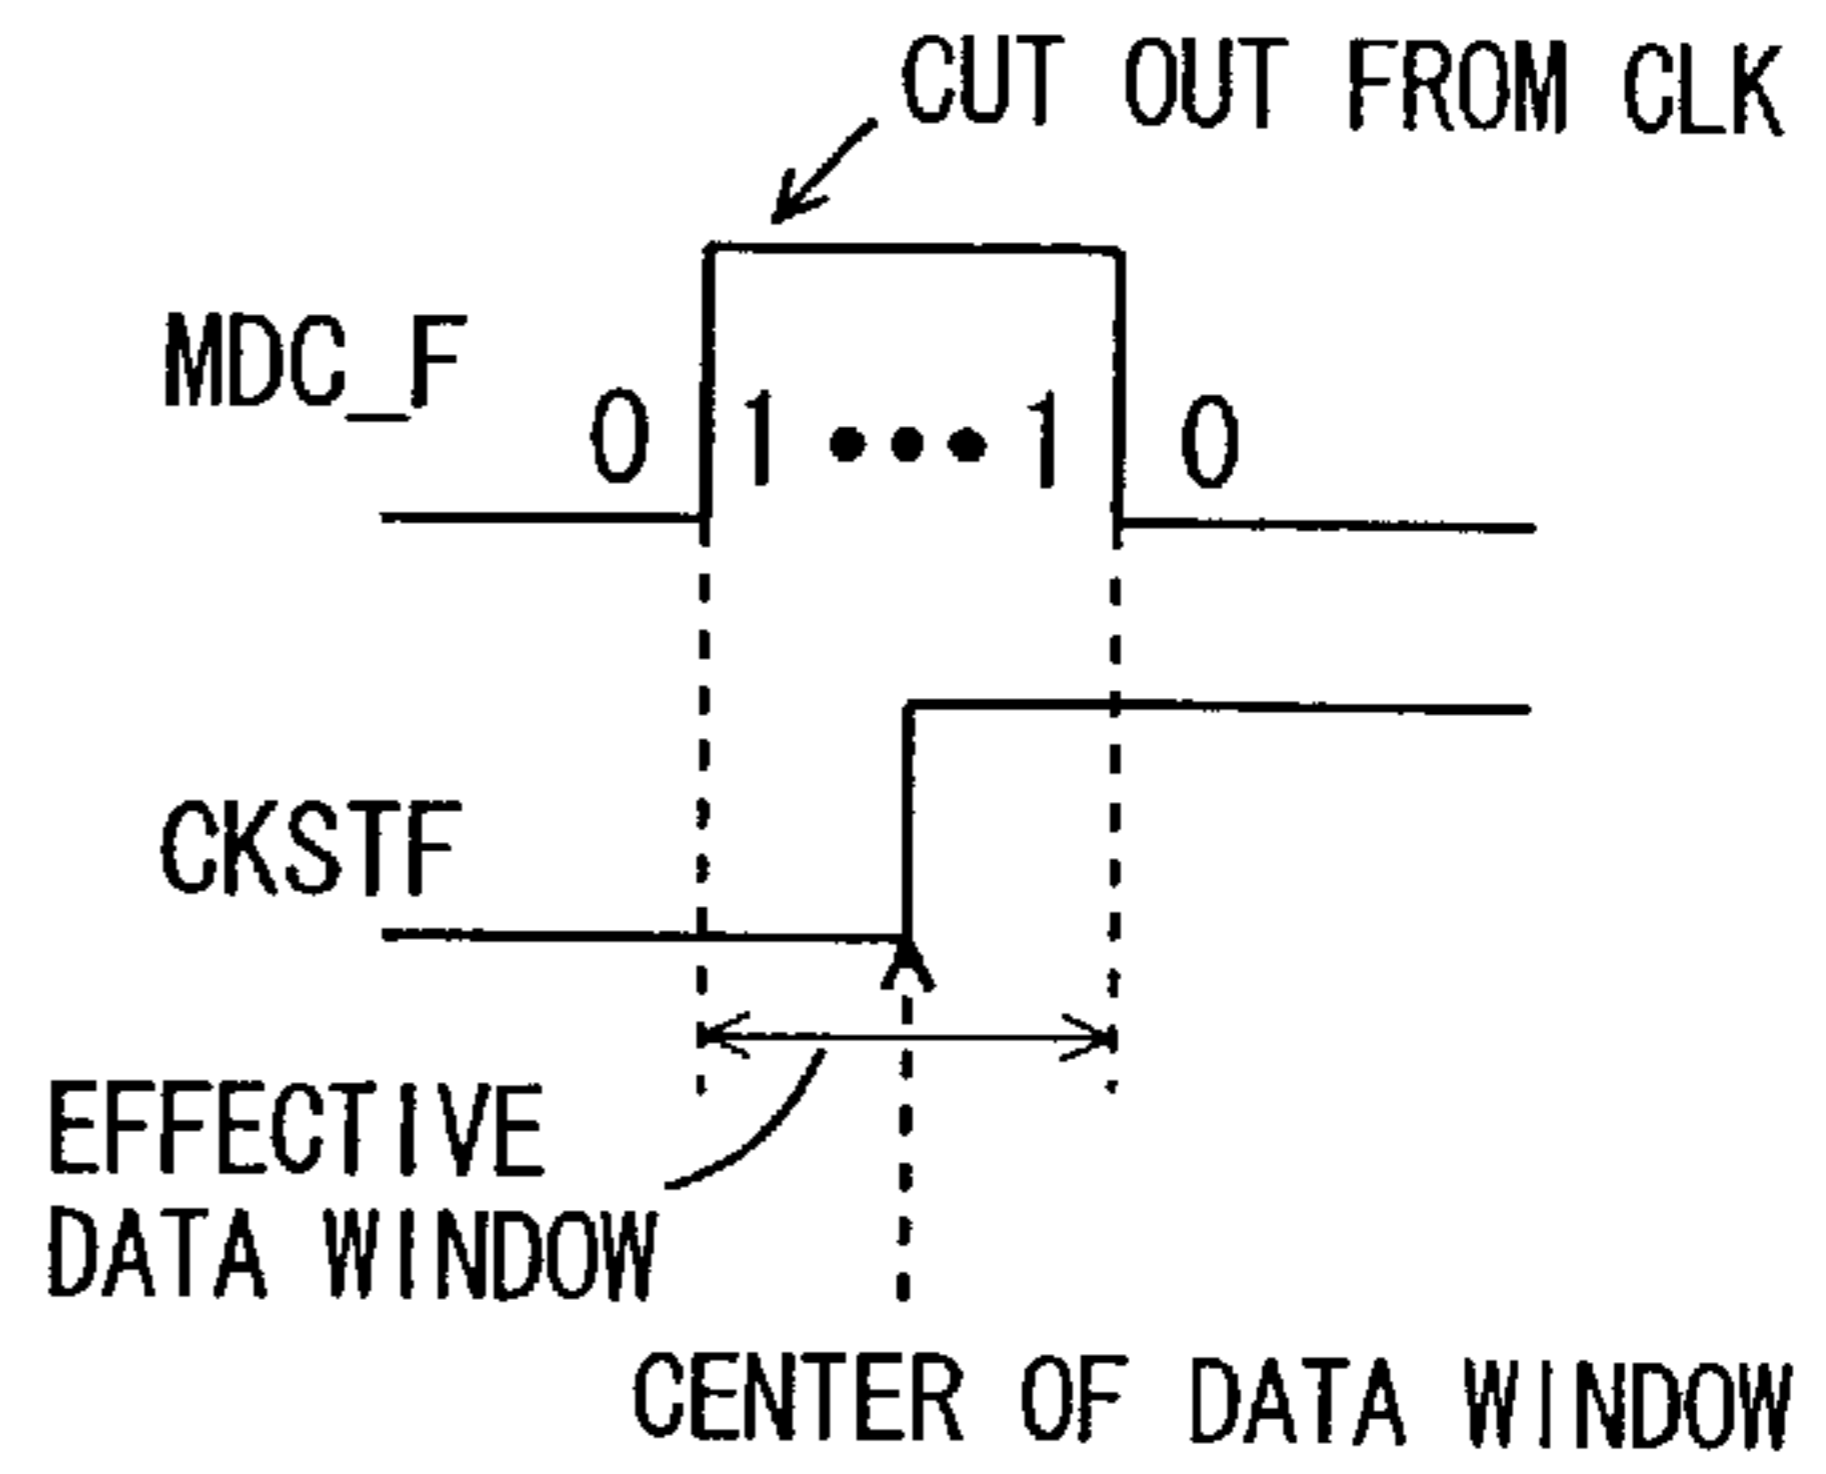 CUT OUT FROM CLK
MDC_F
0 1 ••• 1 0
CKSTF
EFFECTIVE
DATA WINDOW
CENTER OF DATA WINDOW